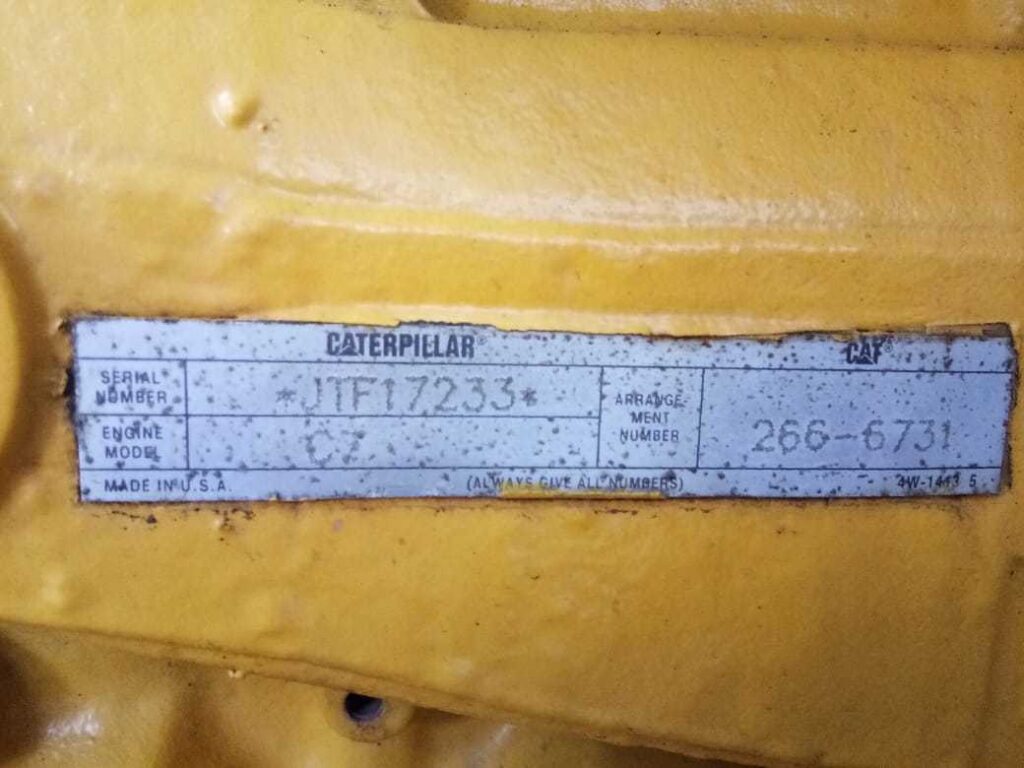 CATERPILLAR® CAT®
SERIAL NUMBER *JTF17233*
ENGINE MODEL C7
ARRANGE-
MENT
NUMBER 266-6731
MADE IN U.S.A. (ALWAYS GIVE ALL NUMBERS)